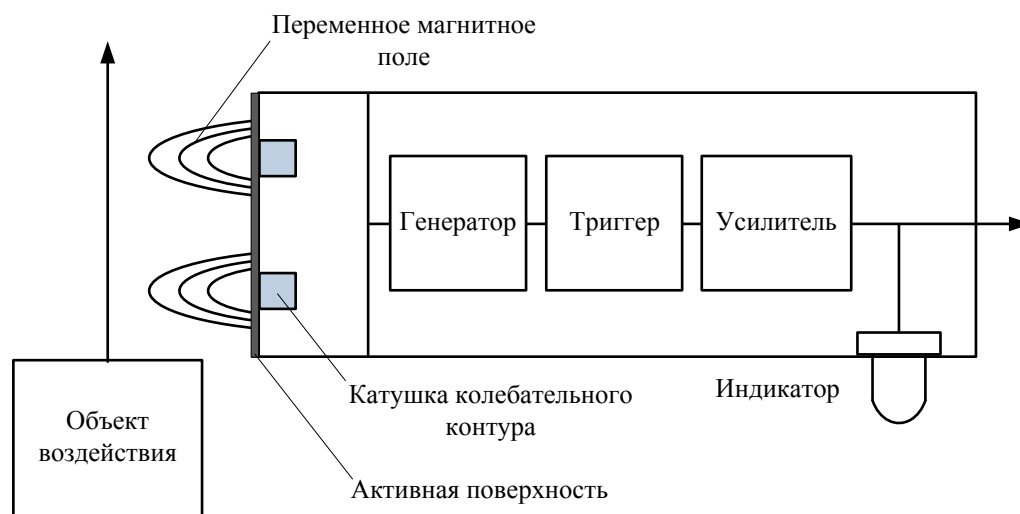 Переменное магнитное
поле
Генератор
Триггер
Усилитель
Катушка колебательного
контура
Индикатор
Объект
воздействия
Активная поверхность